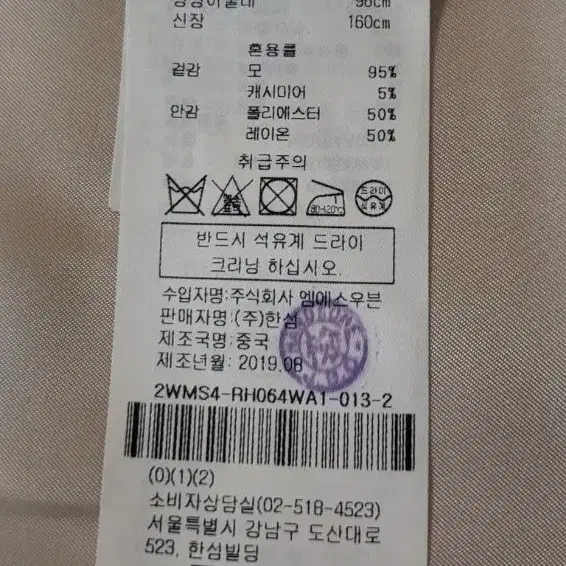 96cm
신장 160cm
혼용률
겉감 모 95%
캐시미어 5%
안감 폴리에스터 50%
레이온 50%
취급주의
80~120℃
드라이
석유계
반드시 석유계 드라이
크리닝 하십시오.
수입자명:주식회사 엠에스우븐
판매자명:(주)한섬
제조국명:중국
제조년월: 2019.08
2WMS4-RH064WA1-013-2
(0)(1)(2)
소비자상담실(02-518-4523)
서울특별시 강남구 도산대로
523, 한섬빌딩